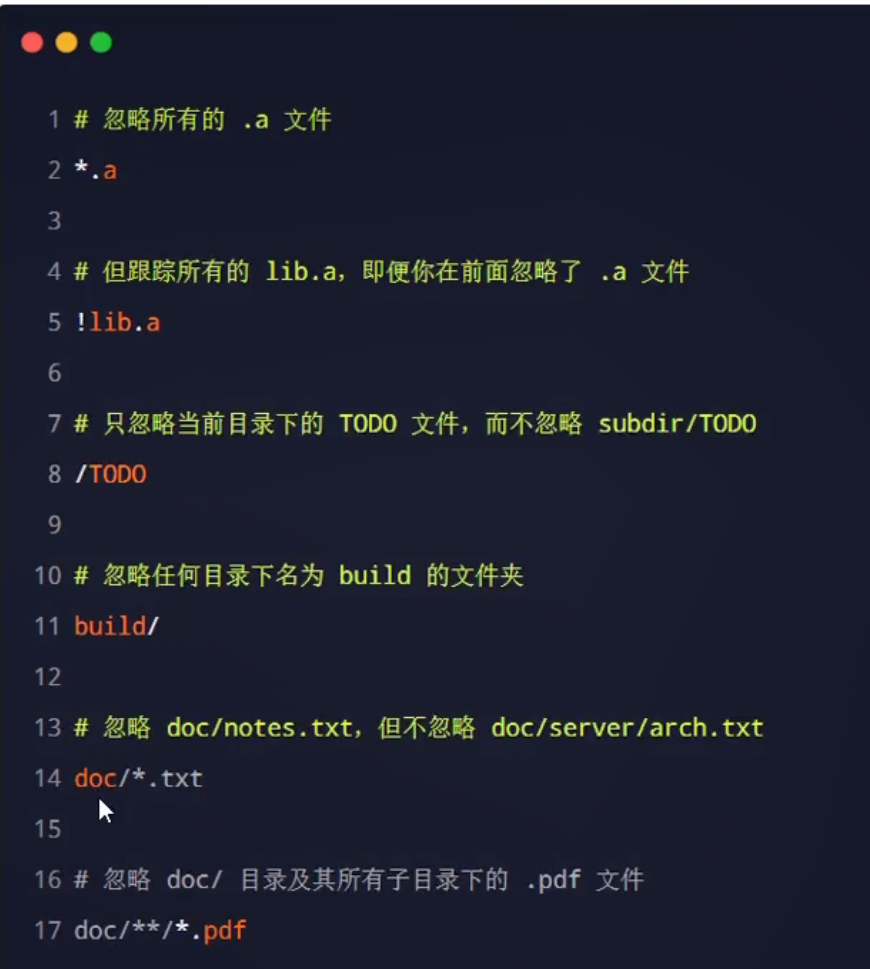 1 # 忽略所有的 .a 文件
2 *.a
3
4 # 但跟踪所有的 lib.a，即便你在前面忽略了 .a 文件
5 !lib.a
6
7 # 只忽略当前目录下的 TODO 文件，而不忽略 subdir/TODO
8 /TODO
9
10 # 忽略任何目录下名为 build 的文件夹
11 build/
12
13 # 忽略 doc/notes.txt，但不忽略 doc/server/arch.txt
14 doc/*.txt
15
16 # 忽略 doc/ 目录及其所有子目录下的 .pdf 文件
17 doc/**/*.pdf